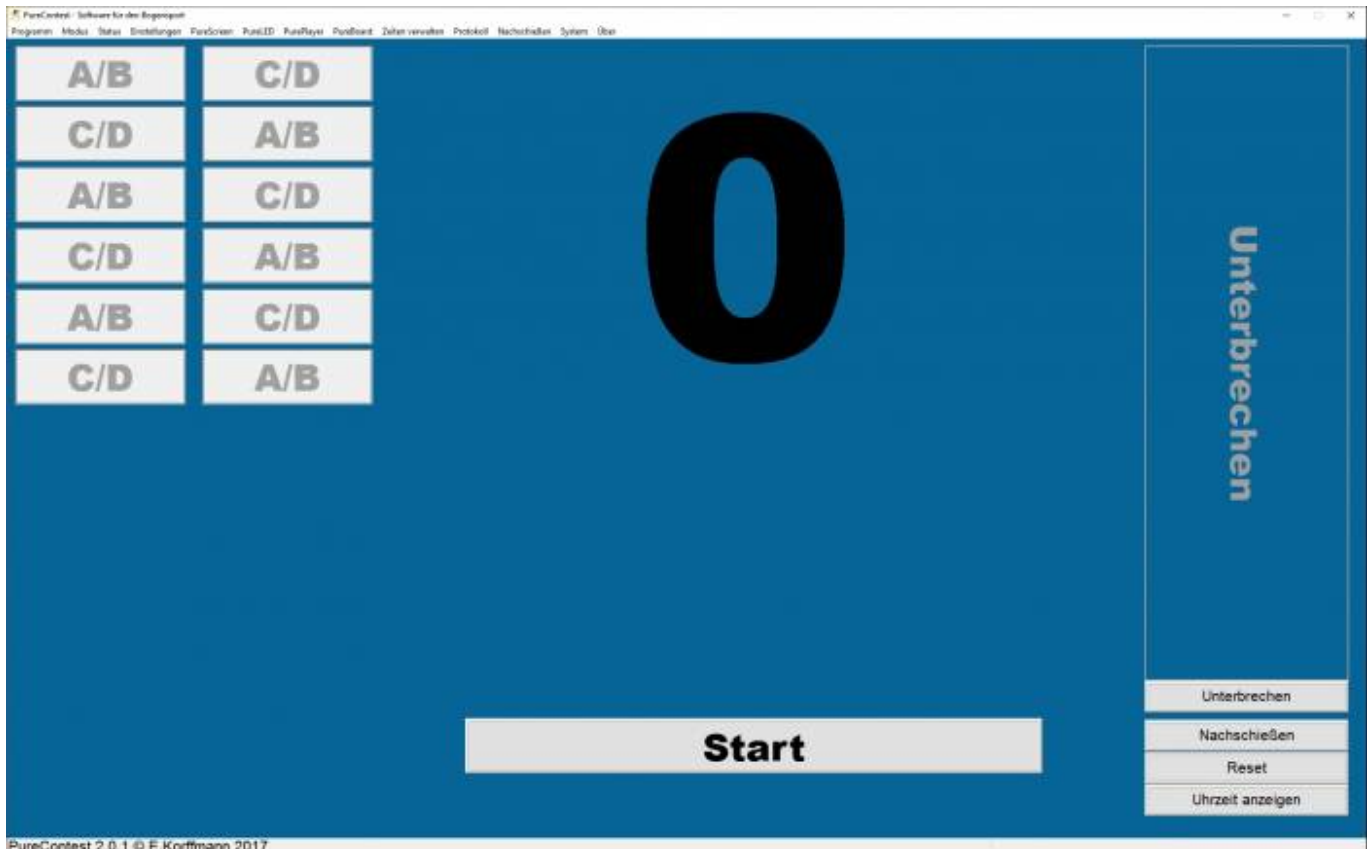 PureContest - Software für den Bogensport
Programm Modus Status Einstellungen PureScreen PureLED PurePlayer PureBoard Zeiten verwalten Protokoll Nachschießen System Über
A/B C/D
C/D A/B
A/B C/D
C/D A/B
A/B C/D
C/D A/B
0
Unterbrechen
Unterbrechen
Start
Nachschießen
Reset
Uhrzeit anzeigen
PureContest 2.0.1 © F.Korffmann 2017